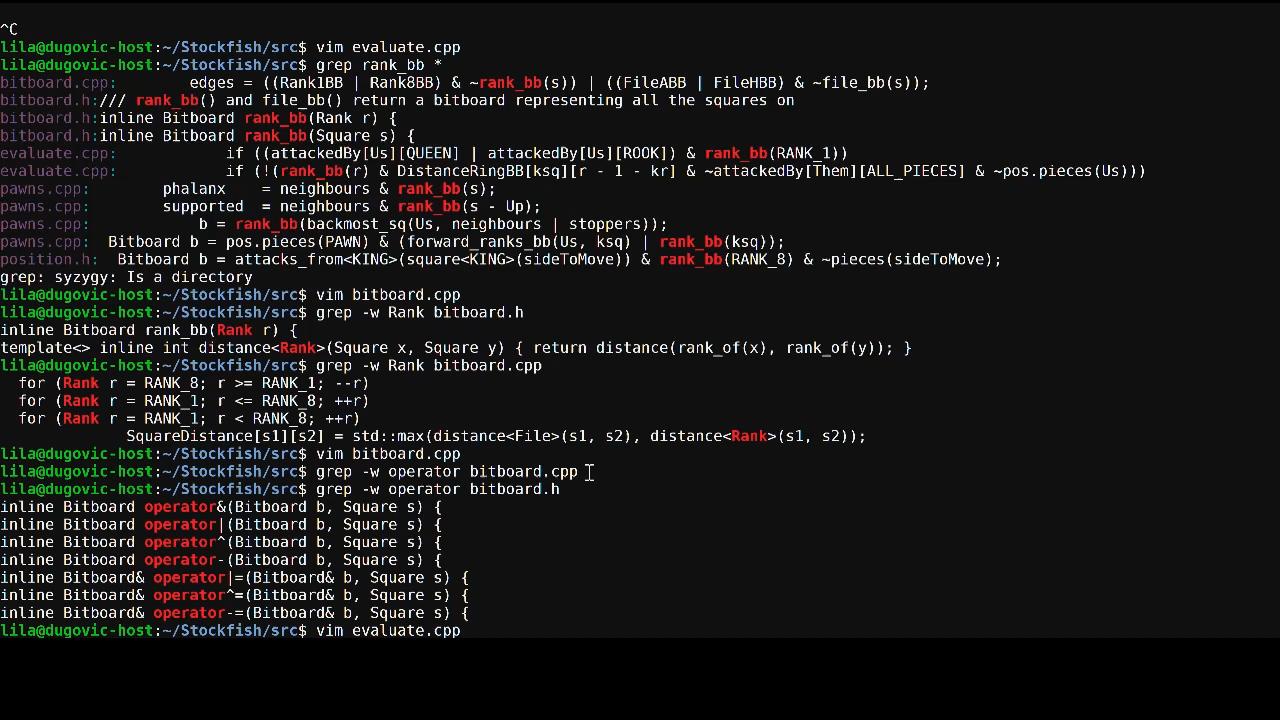 ^C
lila@dugovic-host:~/Stockfish/src$ vim evaluate.cpp
lila@dugovic-host:~/Stockfish/src$ grep rank_bb *
bitboard.cpp:        edges = ((Rank1BB | Rank8BB) & ~rank_bb(s)) | ((FileABB | FileHBB) & ~file_bb(s));
bitboard.h:/// rank_bb() and file_bb() return a bitboard representing all the squares on
bitboard.h:inline Bitboard rank_bb(Rank r) {
bitboard.h:inline Bitboard rank_bb(Square s) {
evaluate.cpp:            if ((attackedBy[Us][QUEEN] | attackedBy[Us][ROOK]) & rank_bb(RANK_1))
evaluate.cpp:            if (!(rank_bb(r) & DistanceRingBB[ksq][r - 1 - kr] & ~attackedBy[Them][ALL_PIECES] & ~pos.pieces(Us)))
pawns.cpp:        phalanx    = neighbours & rank_bb(s);
pawns.cpp:        supported  = neighbours & rank_bb(s - Up);
pawns.cpp:            b = rank_bb(backmost_sq(Us, neighbours | stoppers));
pawns.cpp:  Bitboard b = pos.pieces(PAWN) & (forward_ranks_bb(Us, ksq) | rank_bb(ksq));
position.h:  Bitboard b = attacks_from<KING>(square<KING>(sideToMove)) & rank_bb(RANK_8) & ~pieces(sideToMove);
grep: syzygy: Is a directory
lila@dugovic-host:~/Stockfish/src$ vim bitboard.cpp
lila@dugovic-host:~/Stockfish/src$ grep -w Rank bitboard.h
inline Bitboard rank_bb(Rank r) {
template<> inline int distance<Rank>(Square x, Square y) { return distance(rank_of(x), rank_of(y)); }
lila@dugovic-host:~/Stockfish/src$ grep -w Rank bitboard.cpp
  for (Rank r = RANK_8; r >= RANK_1; --r)
  for (Rank r = RANK_1; r <= RANK_8; ++r)
  for (Rank r = RANK_1; r < RANK_8; ++r)
              SquareDistance[s1][s2] = std::max(distance<File>(s1, s2), distance<Rank>(s1, s2));
lila@dugovic-host:~/Stockfish/src$ vim bitboard.cpp
lila@dugovic-host:~/Stockfish/src$ grep -w operator bitboard.cpp
lila@dugovic-host:~/Stockfish/src$ grep -w operator bitboard.h
inline Bitboard operator&(Bitboard b, Square s) {
inline Bitboard operator|(Bitboard b, Square s) {
inline Bitboard operator^(Bitboard b, Square s) {
inline Bitboard operator-(Bitboard b, Square s) {
inline Bitboard& operator|=(Bitboard& b, Square s) {
inline Bitboard& operator^=(Bitboard& b, Square s) {
inline Bitboard& operator-=(Bitboard& b, Square s) {
lila@dugovic-host:~/Stockfish/src$ vim evaluate.cpp